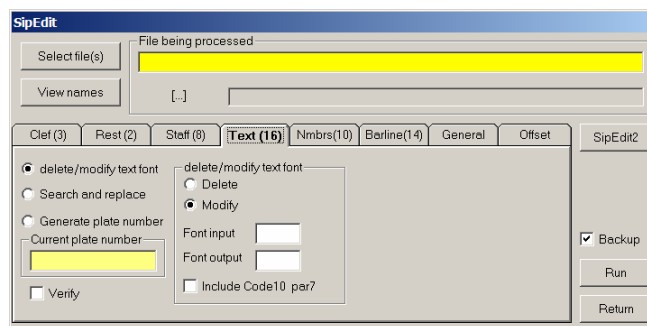 SipEdit
File being processed
Select file(s)
View names
[...]
Clef (3) Rest (2) Staff (8) Text (16) Nmbrs(10) Barline(14) General Offset
SipEdit2
delete/modify text font
Search and replace
Generate plate number
Current plate number
Verify
delete/modify text font
Delete
Modify
Font input
Font output
Include Code10 par7
Backup
Run
Return